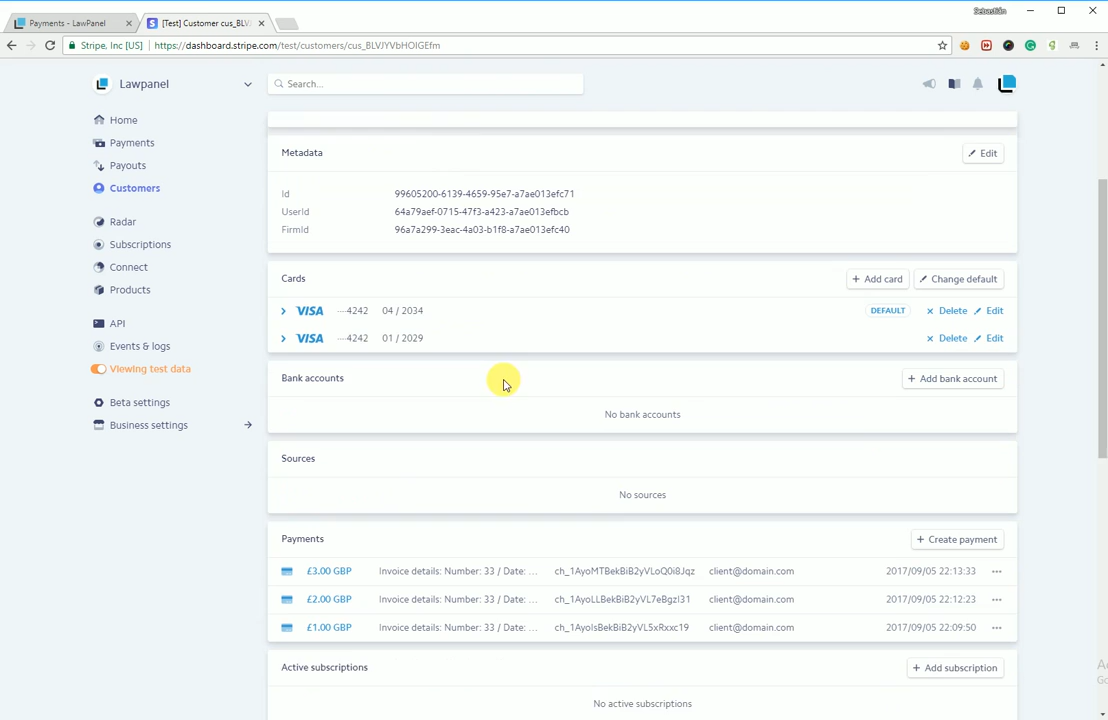 Sebastián
Payments - LawPanel
[Test] Customer cus_BLVJ
Stripe, Inc [US] https://dashboard.stripe.com/test/customers/cus_BLVJYVbHOIGEfm
Lawpanel
Search...
Home
Payments
Payouts
Customers
Radar
Subscriptions
Connect
Products
API
Events & logs
Viewing test data
Beta settings
Business settings
Metadata
Edit
Id 99605200-6139-4659-95e7-a7ae013efc71
UserId 64a79aef-0715-47f3-a423-a7ae013efbcb
FirmId 96a7a299-3eac-4a03-b1f8-a7ae013efc40
Cards
+ Add card
Change default
VISA ····4242 04 / 2034 DEFAULT × Delete Edit
VISA ····4242 01 / 2029 × Delete Edit
Bank accounts
+ Add bank account
No bank accounts
Sources
No sources
Payments
+ Create payment
£3.00 GBP Invoice details: Number: 33 / Date: ... ch_1AyoMTBekBiB2yVLoQ0i8Jqz client@domain.com 2017/09/05 22:13:33 ···
£2.00 GBP Invoice details: Number: 33 / Date: ... ch_1AyoLLBekBiB2yVL7eBgzI31 client@domain.com 2017/09/05 22:12:23 ···
£1.00 GBP Invoice details: Number: 33 / Date: ... ch_1AyoIsBekBiB2yVL5xRxxc19 client@domain.com 2017/09/05 22:09:50 ···
Active subscriptions
+ Add subscription
No active subscriptions